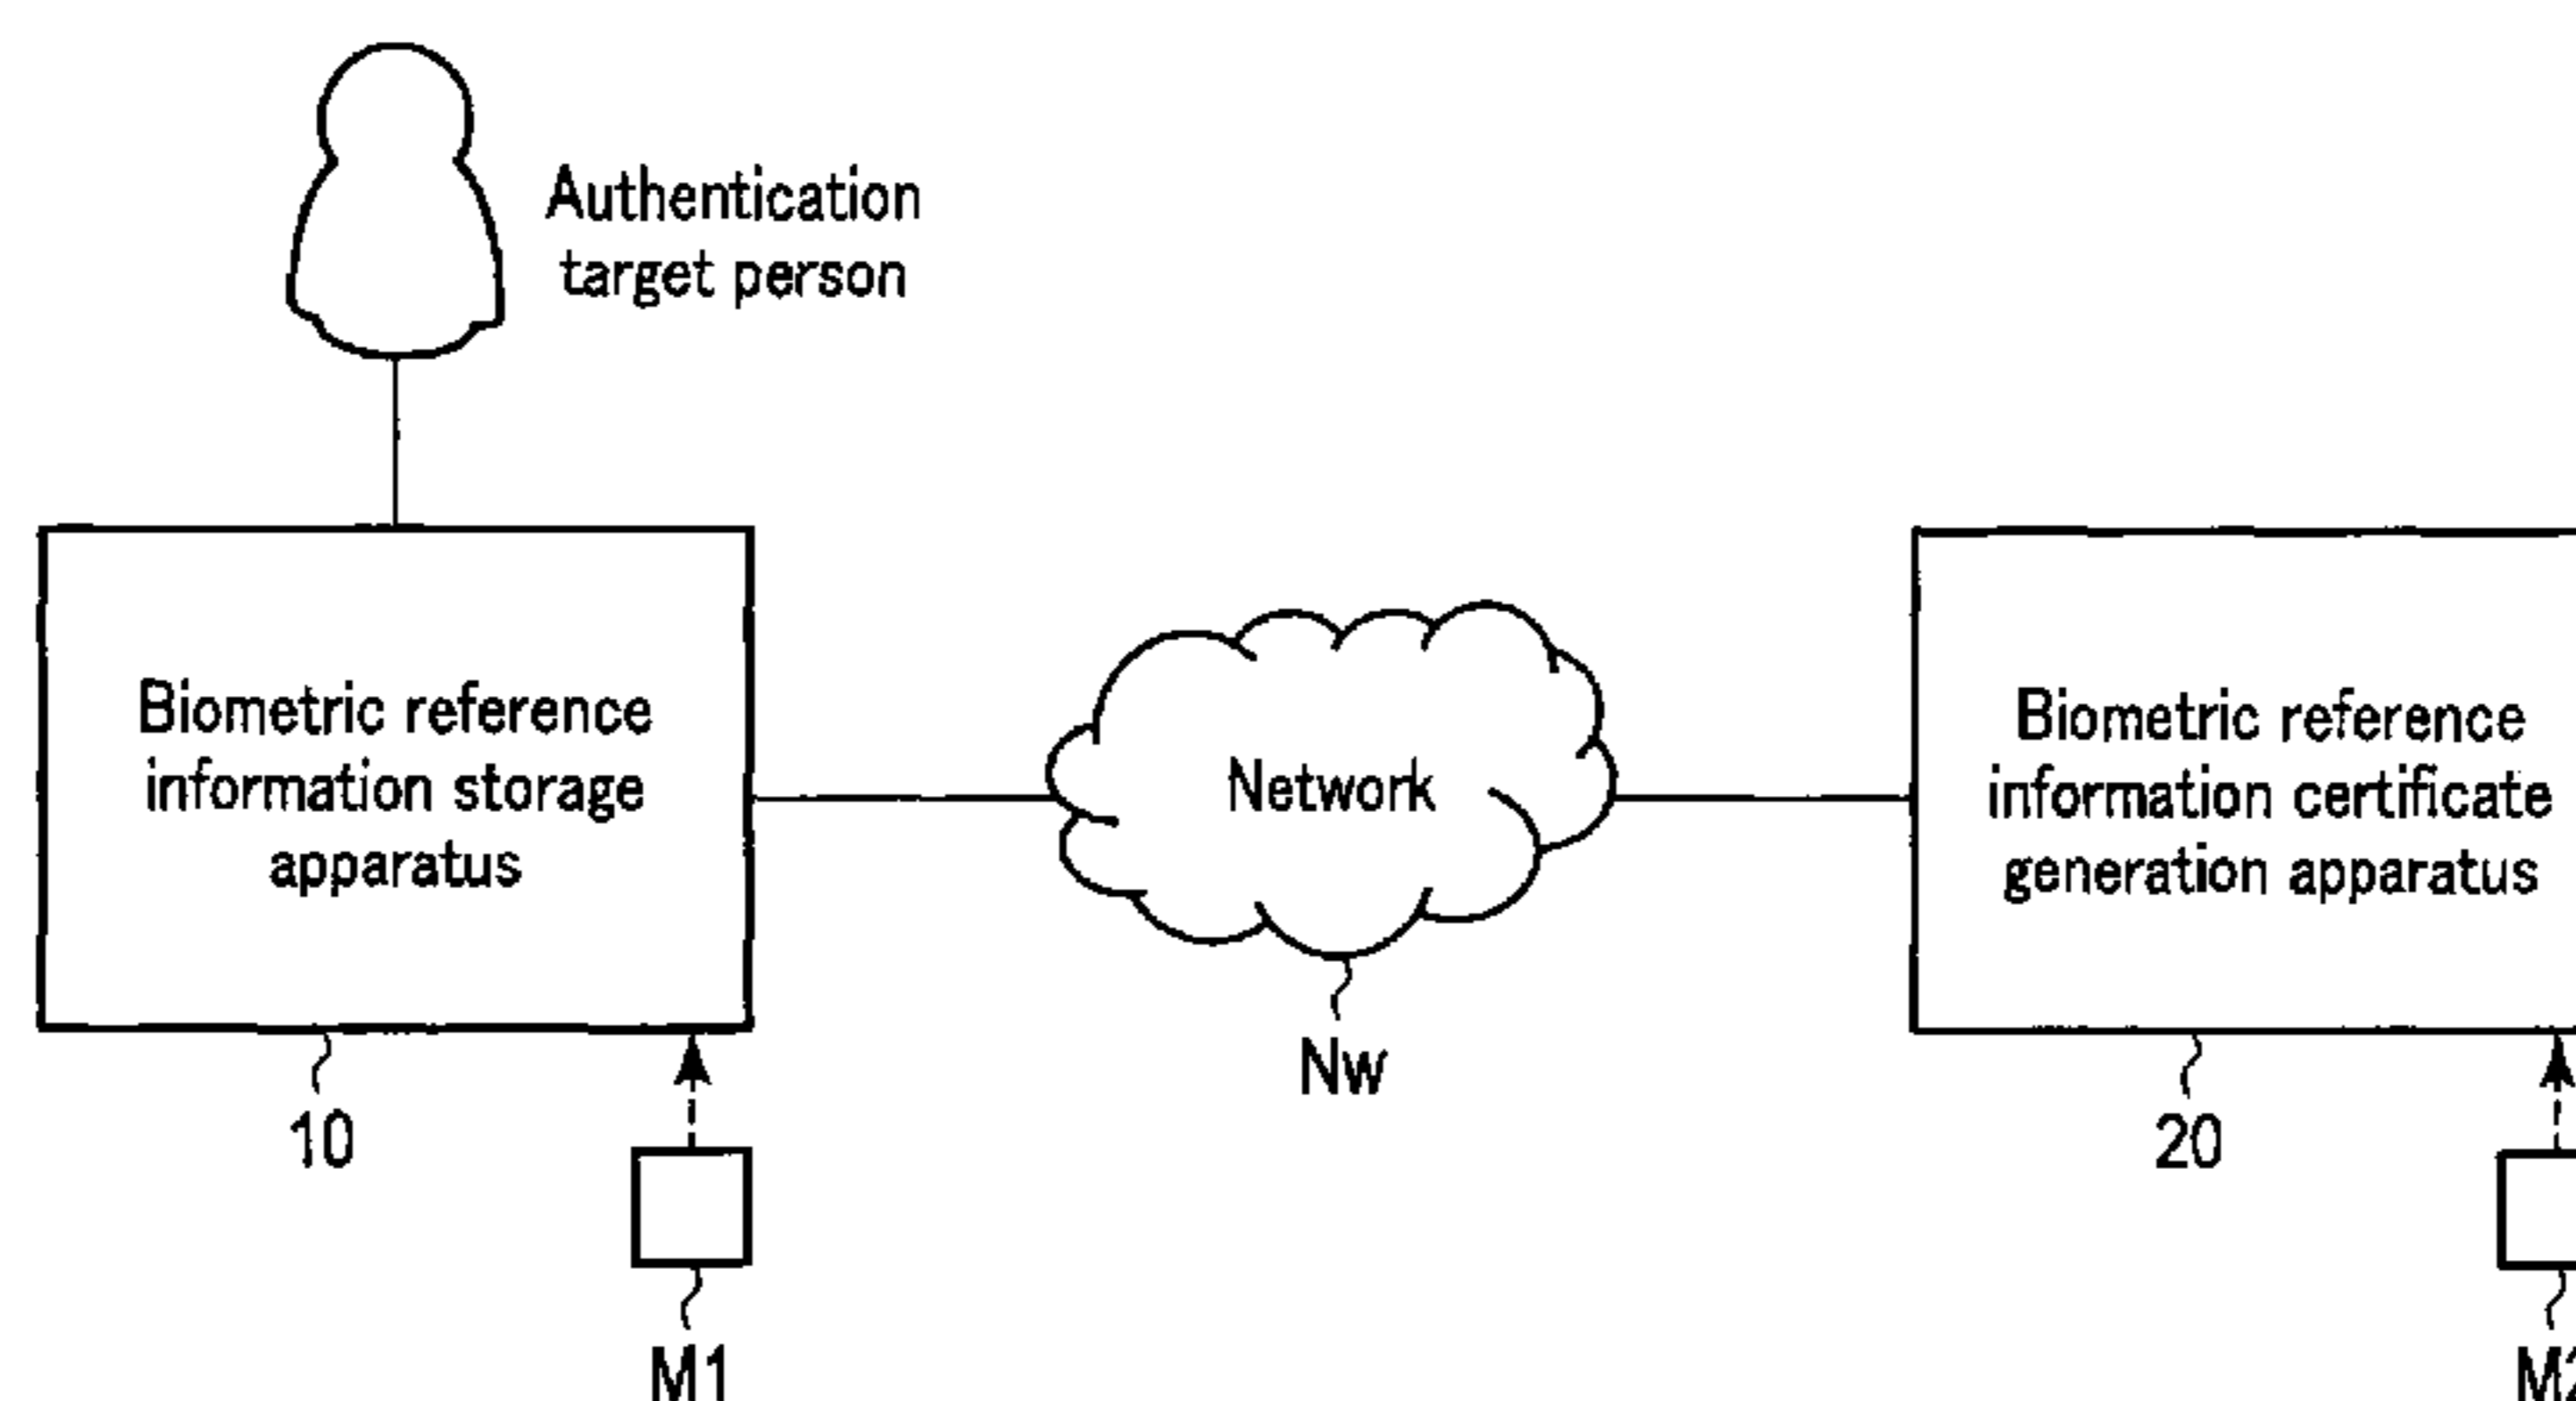 Authentication
target person
Biometric reference
information storage
apparatus
Network
Biometric reference
information certificate
generation apparatus
Nw
10
20
M1